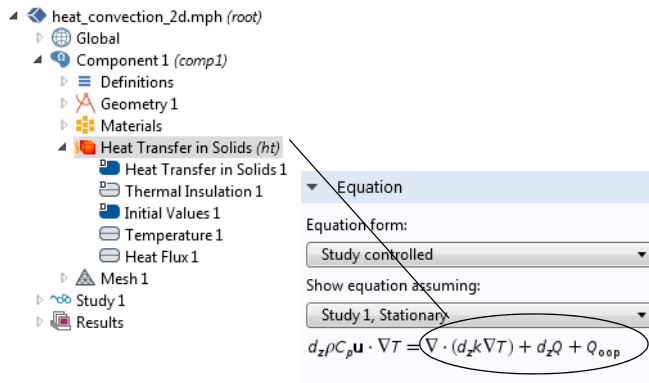 heat_convection_2d.mph (root)
Global
Component 1 (comp1)
Definitions
Geometry 1
Materials
Heat Transfer in Solids (ht)
Heat Transfer in Solids 1
Thermal Insulation 1
Initial Values 1
Temperature 1
Heat Flux 1
Mesh 1
Study 1
Results
Equation
Equation form:
Study controlled
Show equation assuming:
Study 1, Stationary
d_zρC_p𝐮 · ∇T = ∇ · (d_zk∇T) + d_zQ + Q_oop